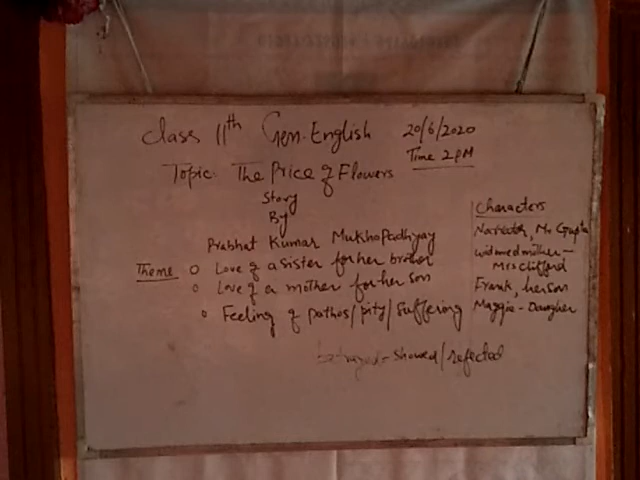 Class 11th Gen. English 20/6/2020
Time 2 PM
Topic: The Price of Flowers
Story
By
Prabhat Kumar Mukhopadhyay
Theme o Love of a sister for her brother
o Love of a mother for her son
o Feeling of pathos/pity/suffering
- showed/reflected
Characters
Narrator, Mr Gupta
widowed mother -
Mrs Clifford
Frank, her son
Maggie - Daughter